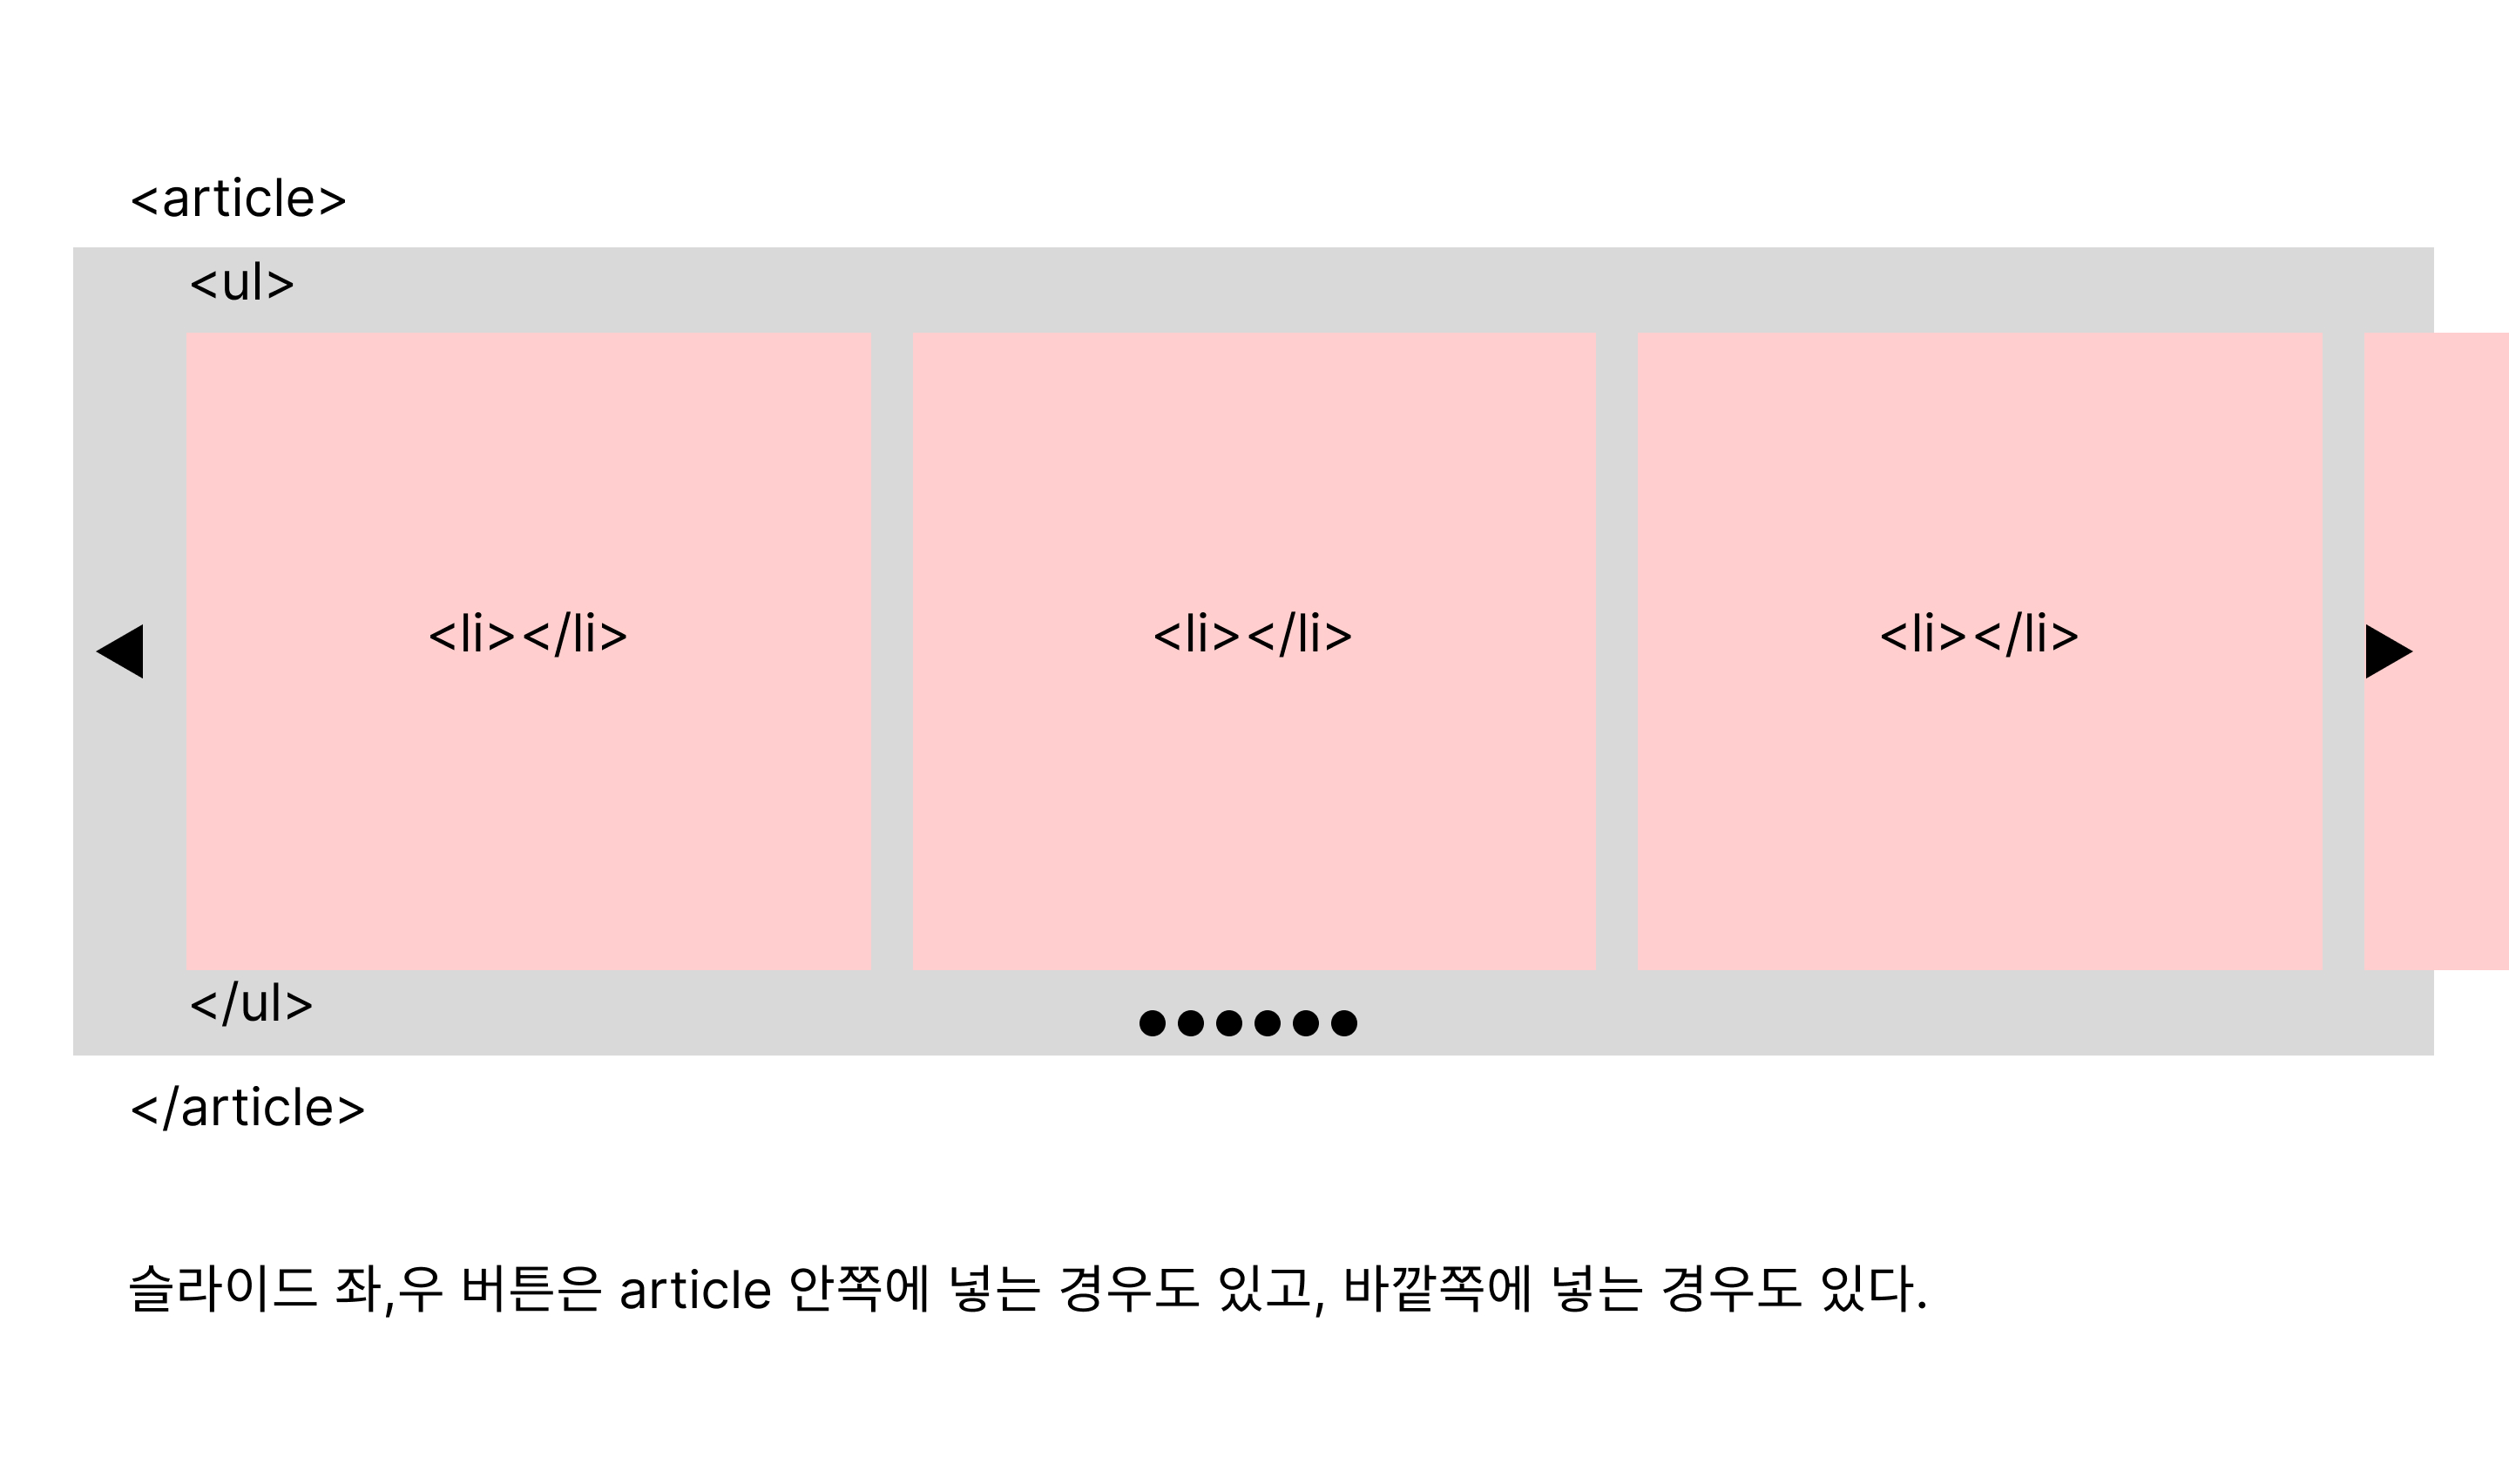 <article>
<ul>
<li></li> <li></li> <li></li>
</ul>
</article>
슬라이드 좌,우 버튼은 article 안쪽에 넣는 경우도 있고, 바깥쪽에 넣는 경우도 있다.